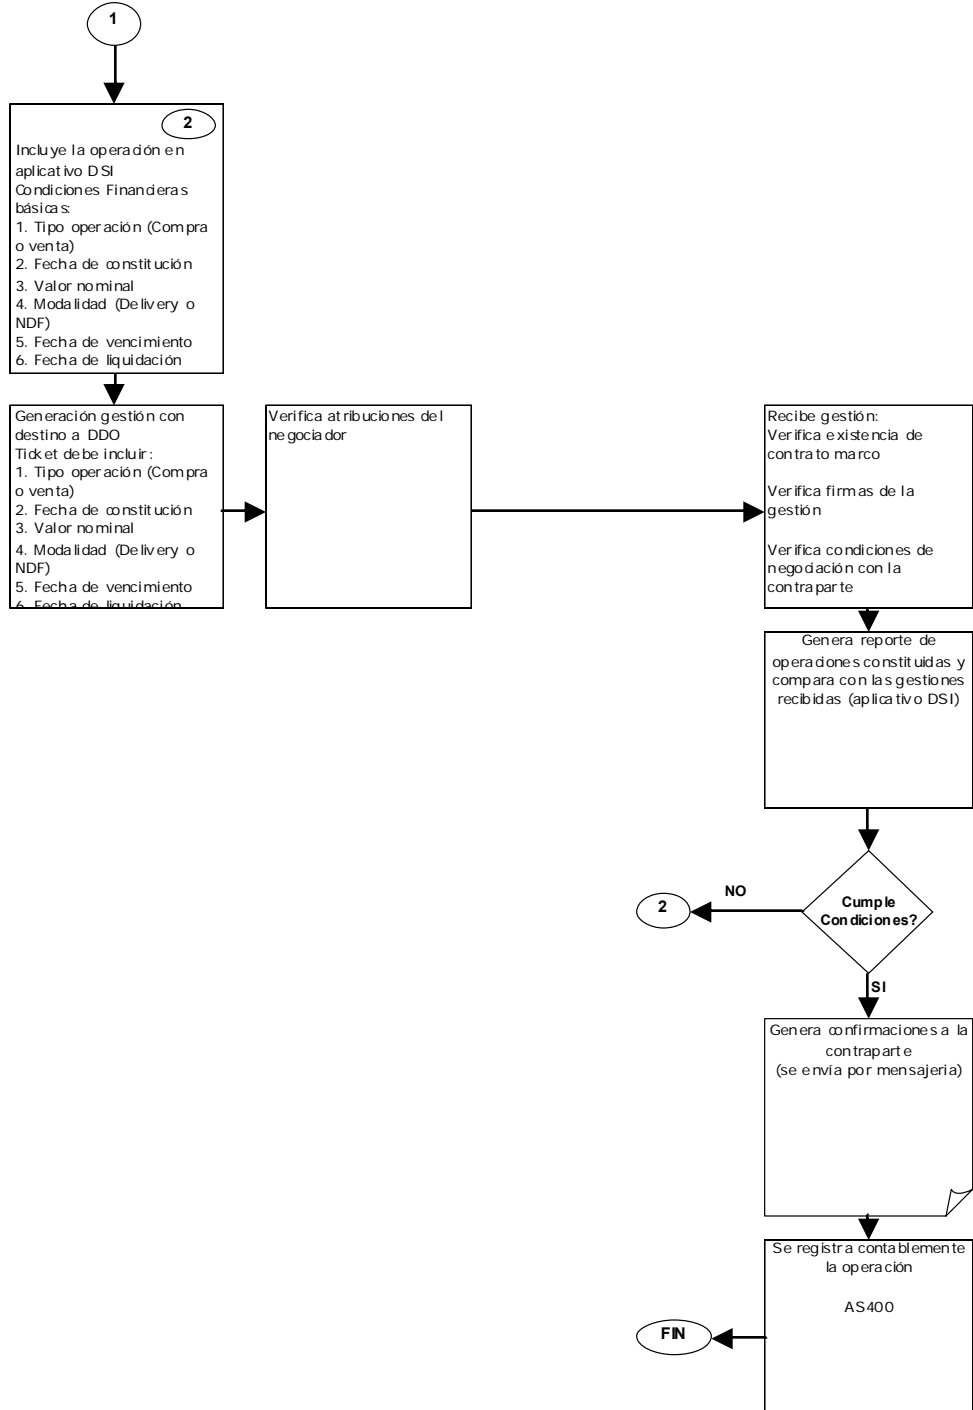 1
2
Incluye la operación en
aplicativo DSI
Condiciones Financieras
básicas:
1. Tipo operación (Compra
o venta)
2. Fecha de constitución
3. Valor nominal
4. Modalidad (Delivery o
NDF)
5. Fecha de vencimiento
6. Fecha de liquidación
Generación gestión con
destino a DDO
Ticket debe incluir:
1. Tipo operación (Compra
o venta)
2. Fecha de constitución
3. Valor nominal
4. Modalidad (Delivery o
NDF)
5. Fecha de vencimiento
6. Fecha de liquidación
Verifica atribuciones del
negociador
Recibe gestión:
Verifica existencia de
contrato marco
Verifica firmas de la
gestión
Verifica condiciones de
negociación con la
contraparte
Genera reporte de
operaciones constituidas y
compara con las gestiones
recibidas (aplicativo DSI)
Cumple
Condiciones?
NO
2
SI
Genera confirmaciones a la
contraparte
(se envía por mensajeria)
Se registra contablemente
la operación
AS400
FIN